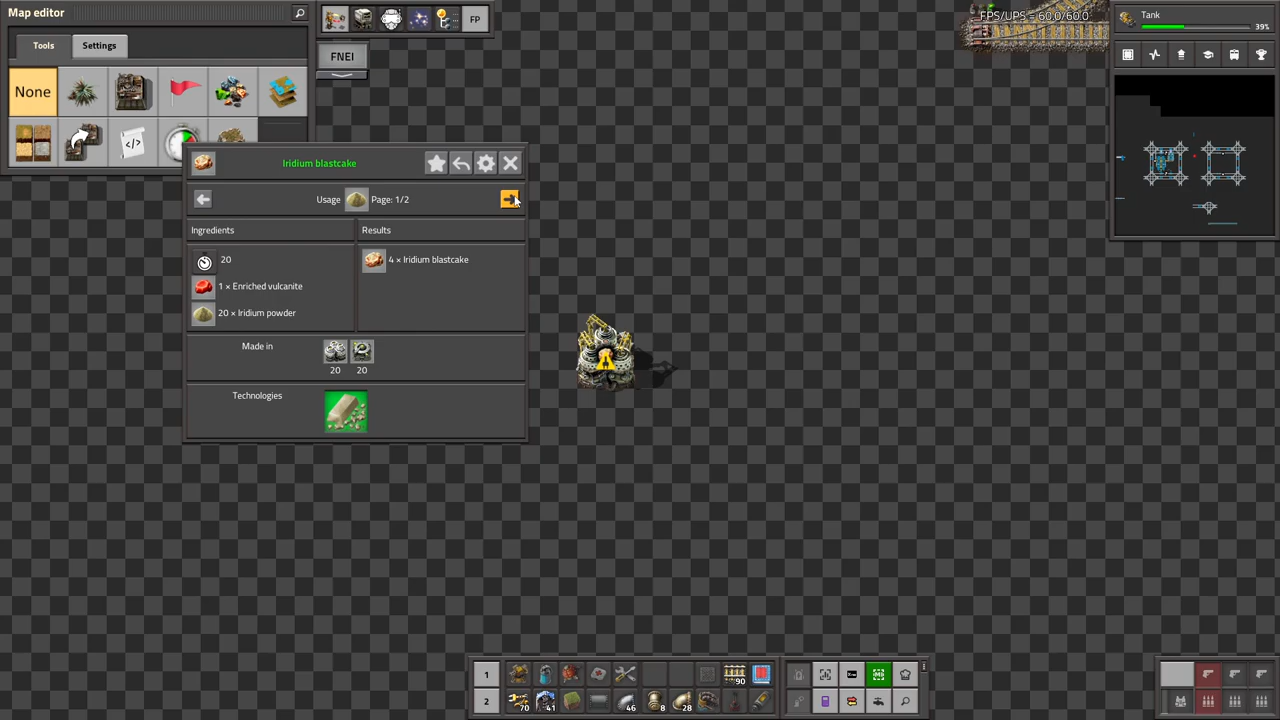 Map editor
FPS/UPS = 60.0/60.0
Tank
39%
Tools
Settings
FP
FNEI
None
Iridium blastcake
Usage
Page: 1/2
Ingredients
Results
20
4 × Iridium blastcake
1 × Enriched vulcanite
20 × Iridium powder
Made in
20
20
Technologies
1
90
2
70
41
46
8
28